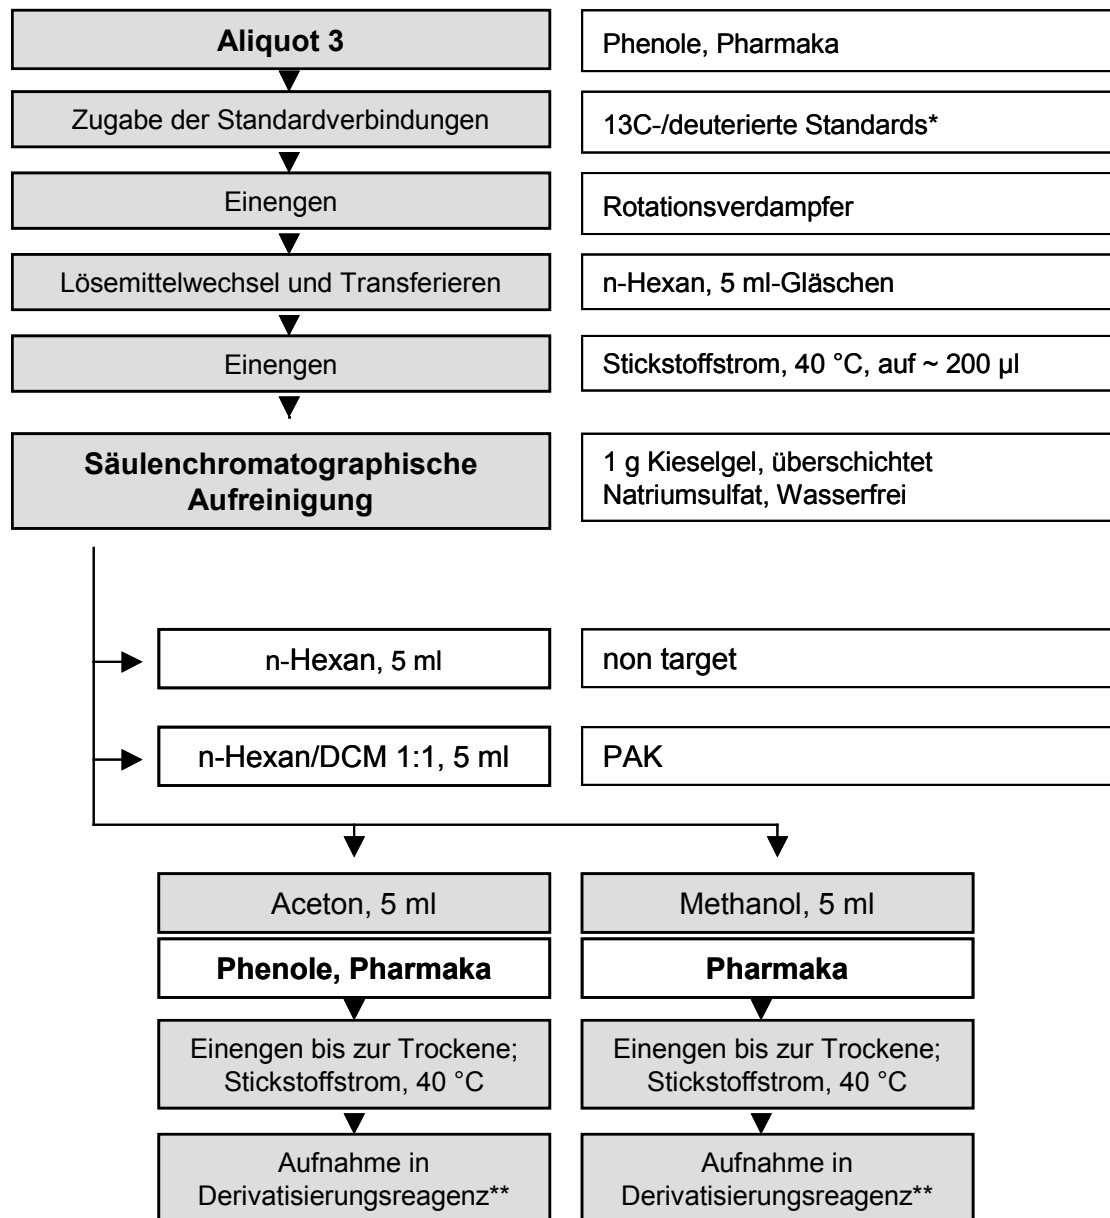 Aliquot 3
Phenole, Pharmaka
Zugabe der Standardverbindungen
13C-/deuterierte Standards*
Einengen
Rotationsverdampfer
Lösemittelwechsel und Transferieren
n-Hexan, 5 ml-Gläschen
Einengen
Stickstoffstrom, 40 °C, auf ~ 200 µl
Säulenchromatographische
Aufreinigung
1 g Kieselgel, überschichtet
Natriumsulfat, Wasserfrei
n-Hexan, 5 ml
non target
n-Hexan/DCM 1:1, 5 ml
PAK
Aceton, 5 ml
Methanol, 5 ml
Phenole, Pharmaka
Pharmaka
Einengen bis zur Trockene;
Stickstoffstrom, 40 °C
Einengen bis zur Trockene;
Stickstoffstrom, 40 °C
Aufnahme in
Derivatisierungsreagenz**
Aufnahme in
Derivatisierungsreagenz**